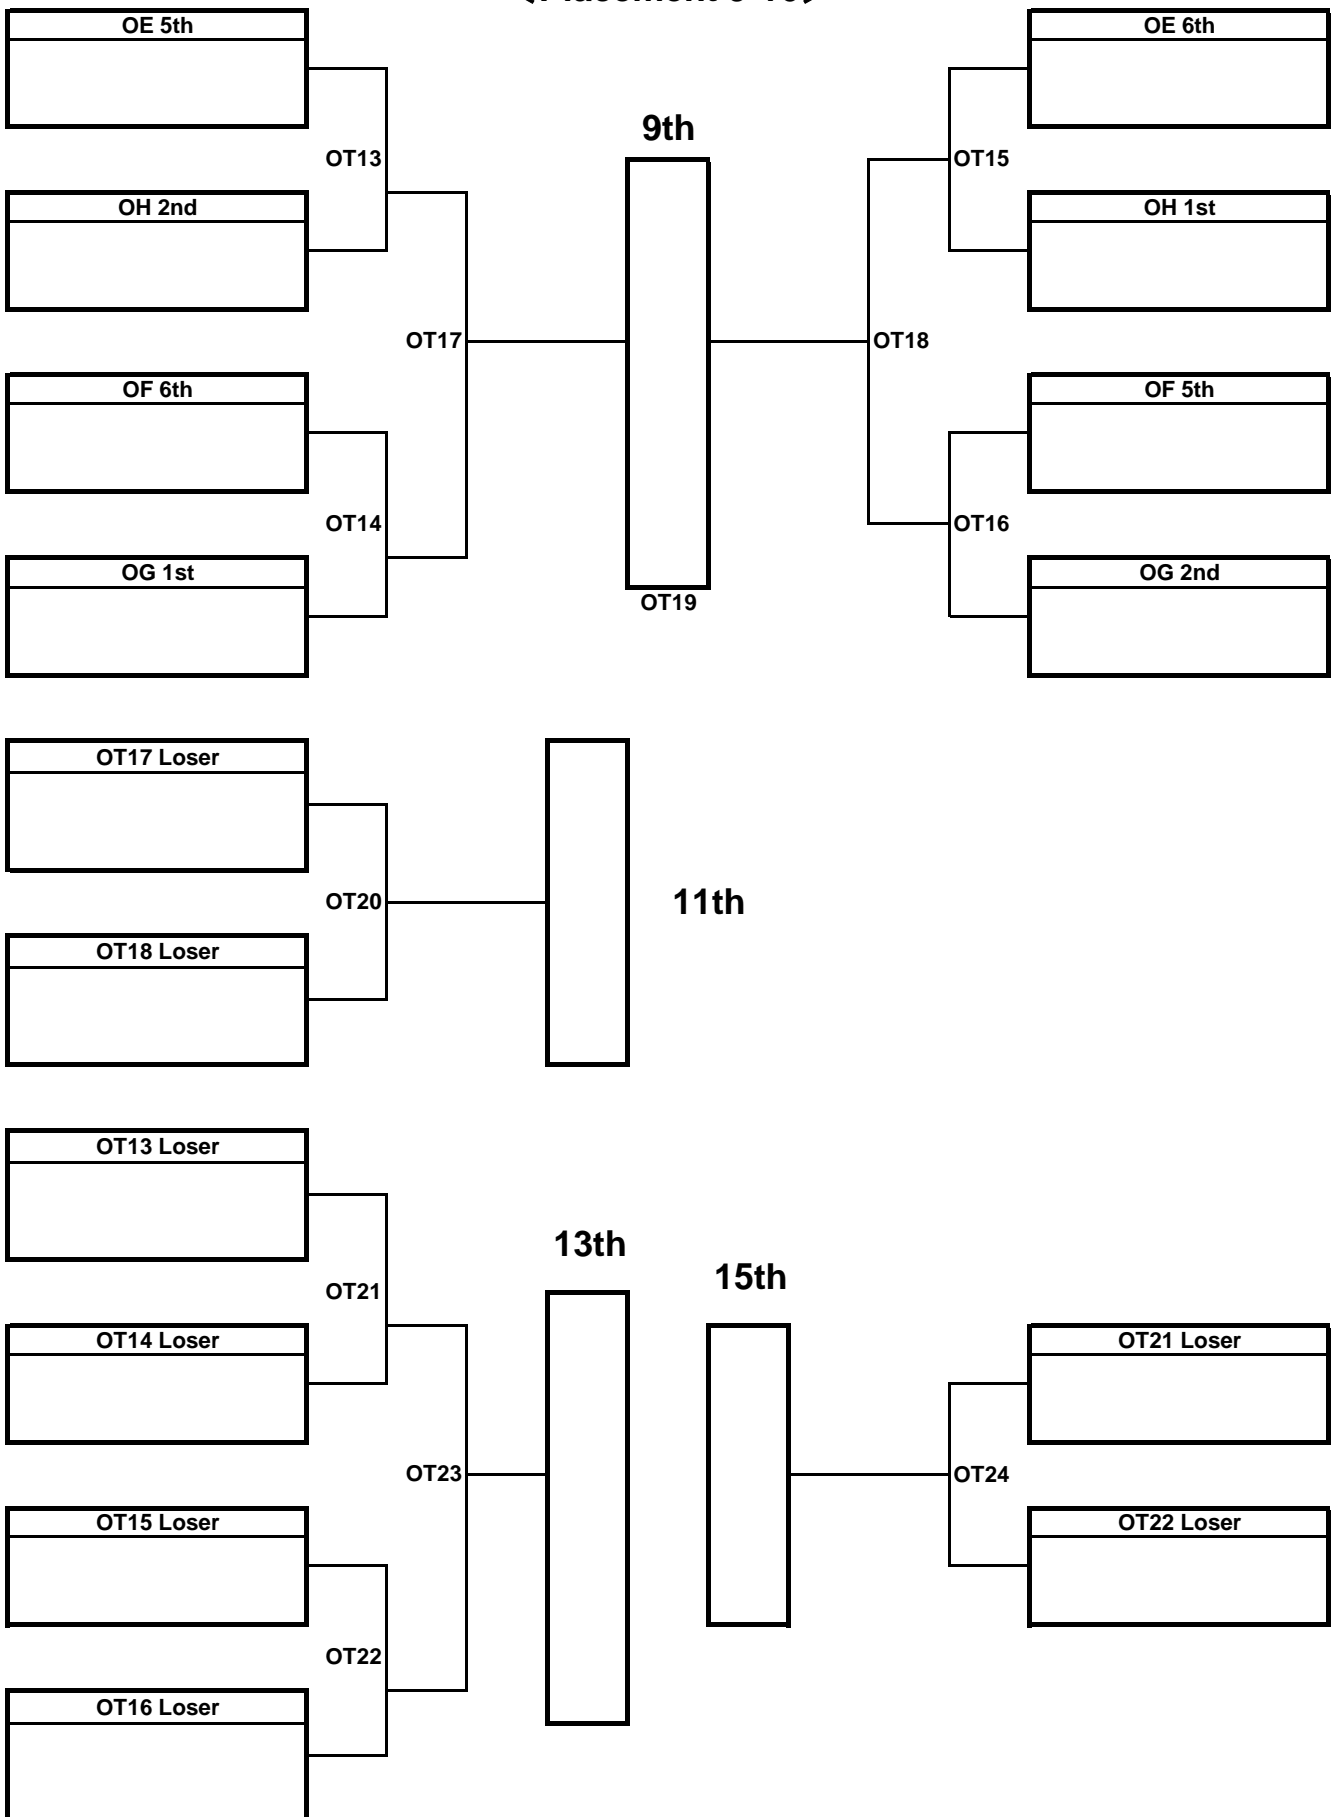 OE 5th
OE 6th
9th
OT13
OT15
OH 2nd
OH 1st
OT17
OT18
OF 6th
OF 5th
OT14
OT16
OG 1st
OG 2nd
OT19
OT17 Loser
OT20
11th
OT18 Loser
OT13 Loser
13th
15th
OT21
OT14 Loser
OT21 Loser
OT23
OT24
OT15 Loser
OT22 Loser
OT22
OT16 Loser